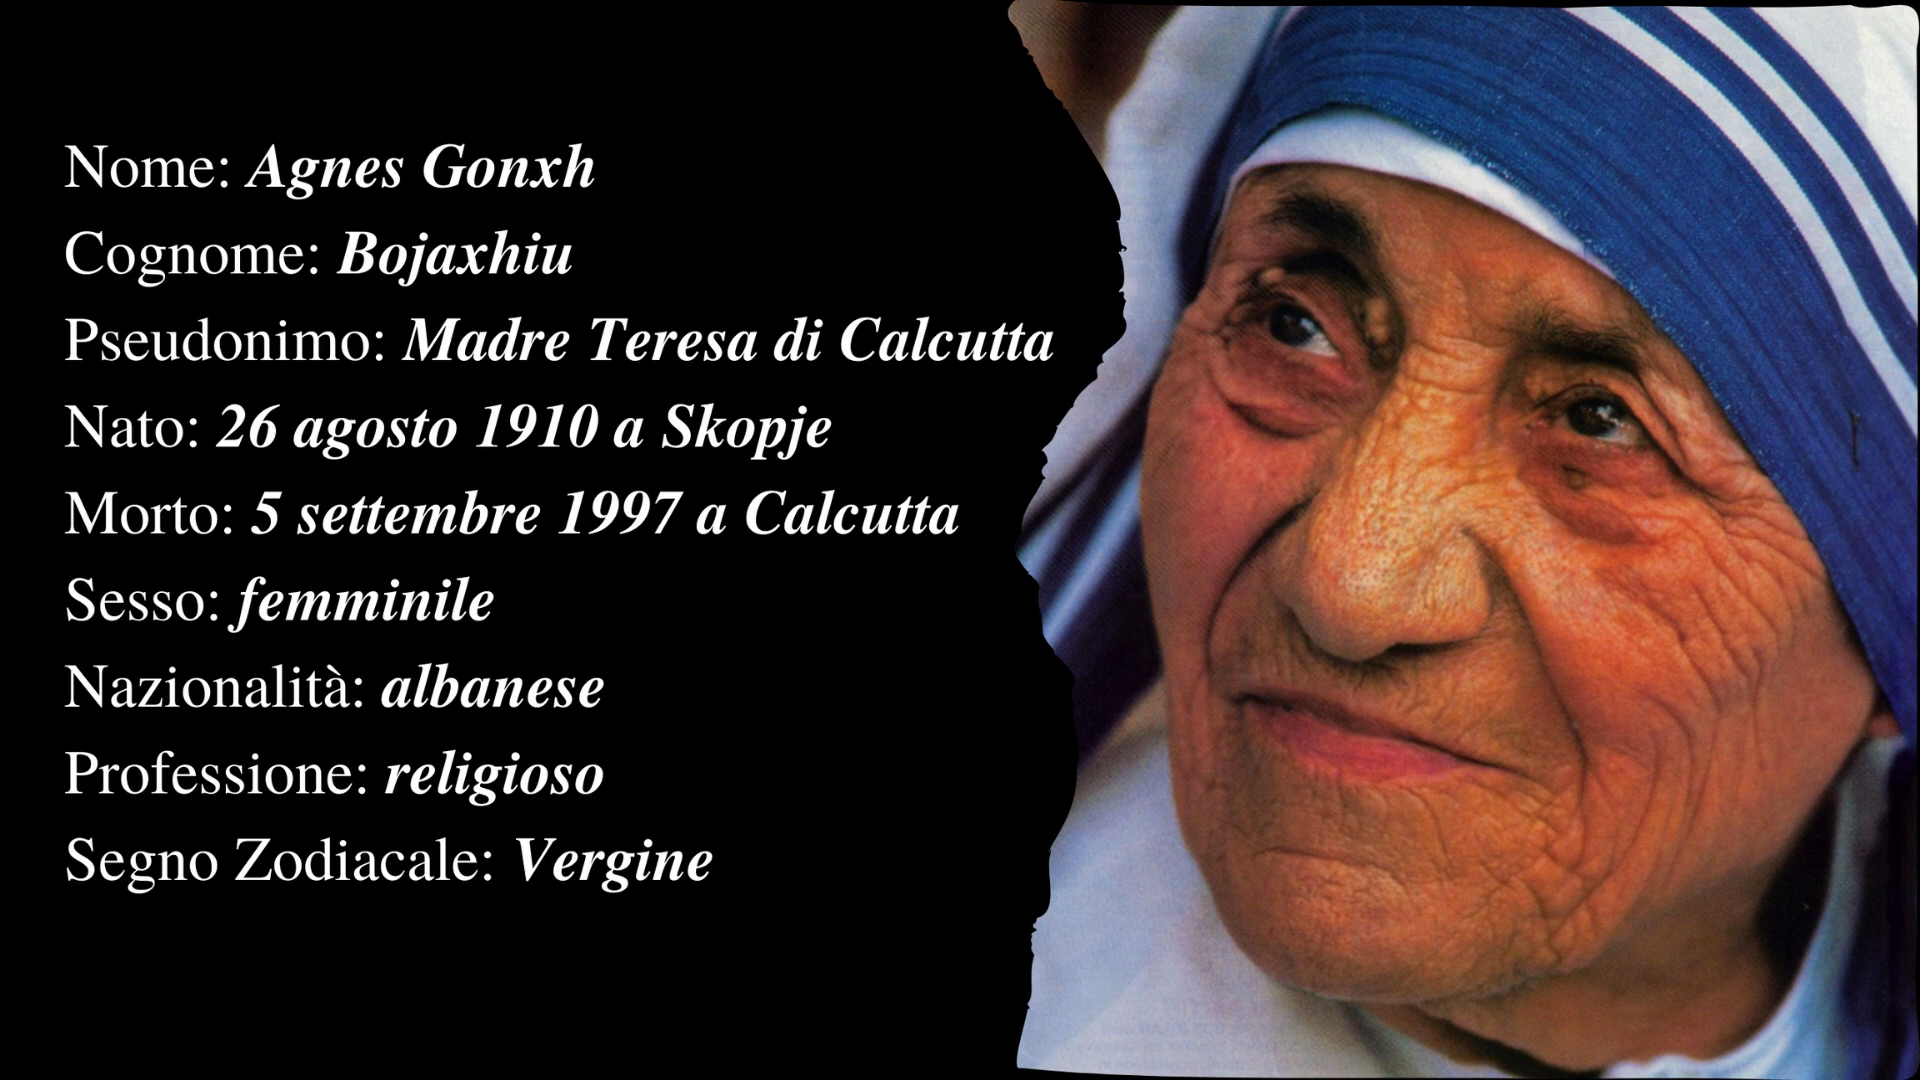 Nome: Agnes Gonxh
Cognome: Bojaxhiu
Pseudonimo: Madre Teresa di Calcutta
Nato: 26 agosto 1910 a Skopje
Morto: 5 settembre 1997 a Calcutta
Sesso: femminile
Nazionalità: albanese
Professione: religioso
Segno Zodiacale: Vergine